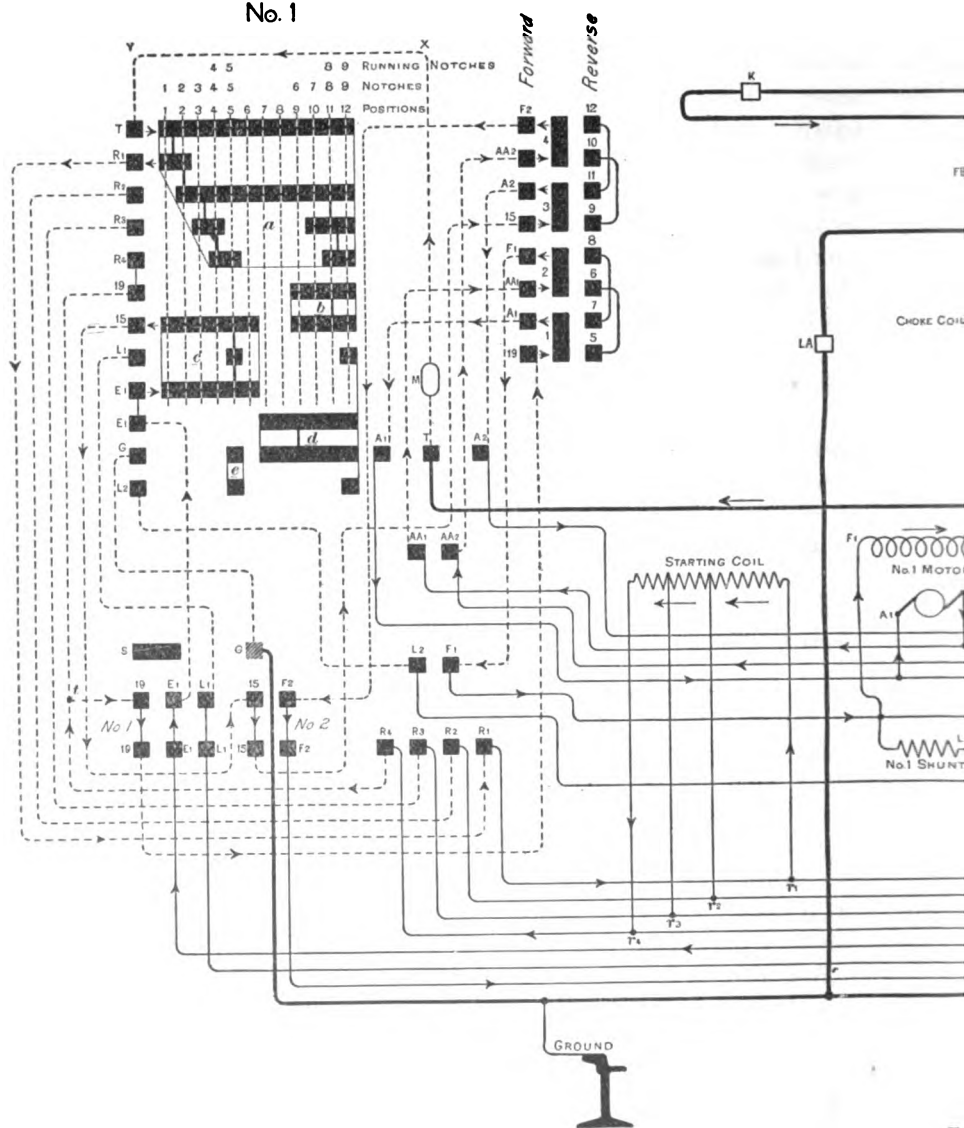 No. 1
Y X
Forward
Reverse
4 5 8 9 RUNNING NOTCHES
1 2 3 4 5 6 7 8 9 NOTCHES
1 2 3 4 5 6 7 8 9 10 11 12 POSITIONS
T
R1
R2
R3
R4
19
15
L1
E1
E1
G
L2
a
b
c
d
e
F2 4 12
AA2 10
A2 11
15 3 9
F1 8
AA1 2 6
A1 7
19 1 5
K
FE
CHOKE COIL
LA
M
A1 T A2
AA1 AA2
STARTING COIL
F1
No.1 MOTOR
A1
S G
L2 F1
t 19 E1 L1 15 F2
No 1 No 2
19 E1 L1 15 F2
R4 R3 R2 R1
L
No.1 SHUNT
r1
r2
r3
r4
GROUND